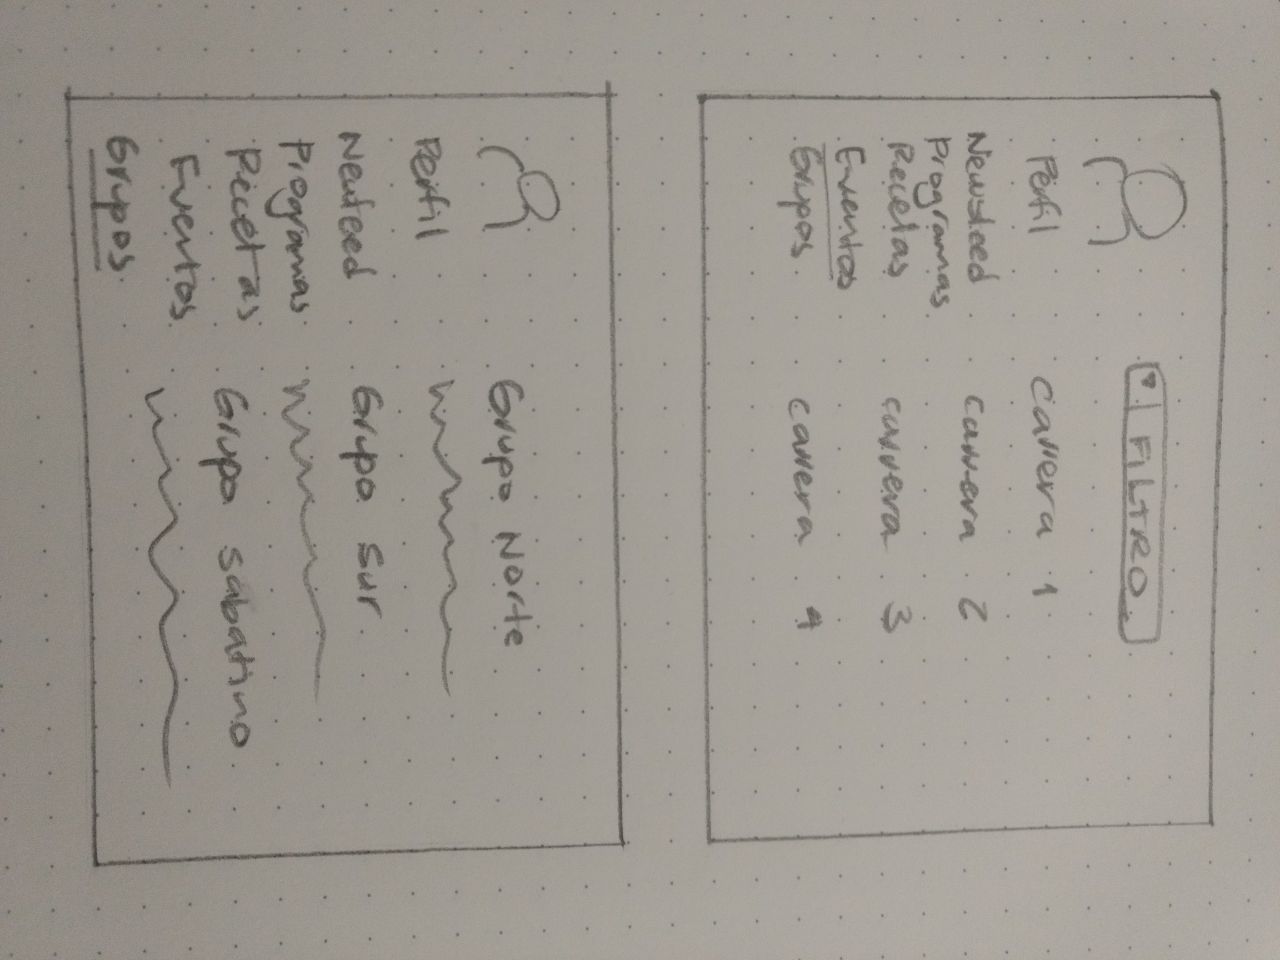 FILTRO
Perfil
Newsfeed
Programas
Recetas
Eventos
Grupos
Carrera 1
Carrera 2
carrera 3
carrera 4
Perfil
Newfeed
Programas
Recetas
Eventos
Grupos
Grupo Norte
Grupo Sur
Grupo sabatino